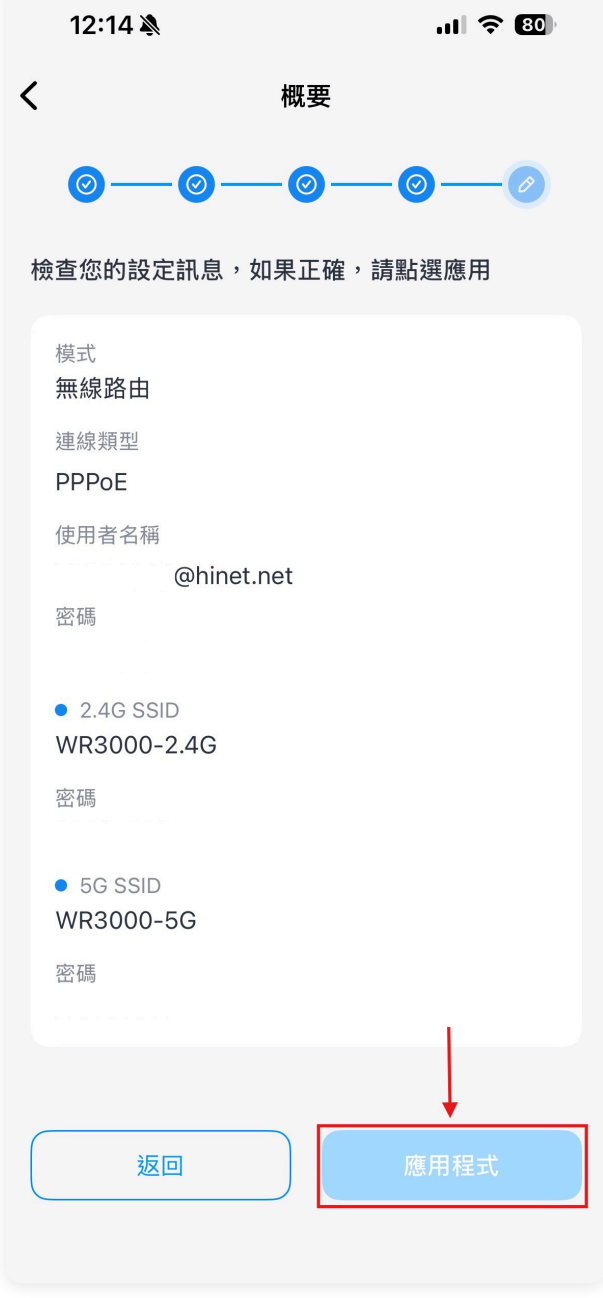 12:14
80
概要
檢查您的設定訊息，如果正確，請點選應用
模式
無線路由
連線類型
PPPoE
使用者名稱
@hinet.net
密碼
2.4G SSID
WR3000-2.4G
密碼
5G SSID
WR3000-5G
密碼
返回
應用程式